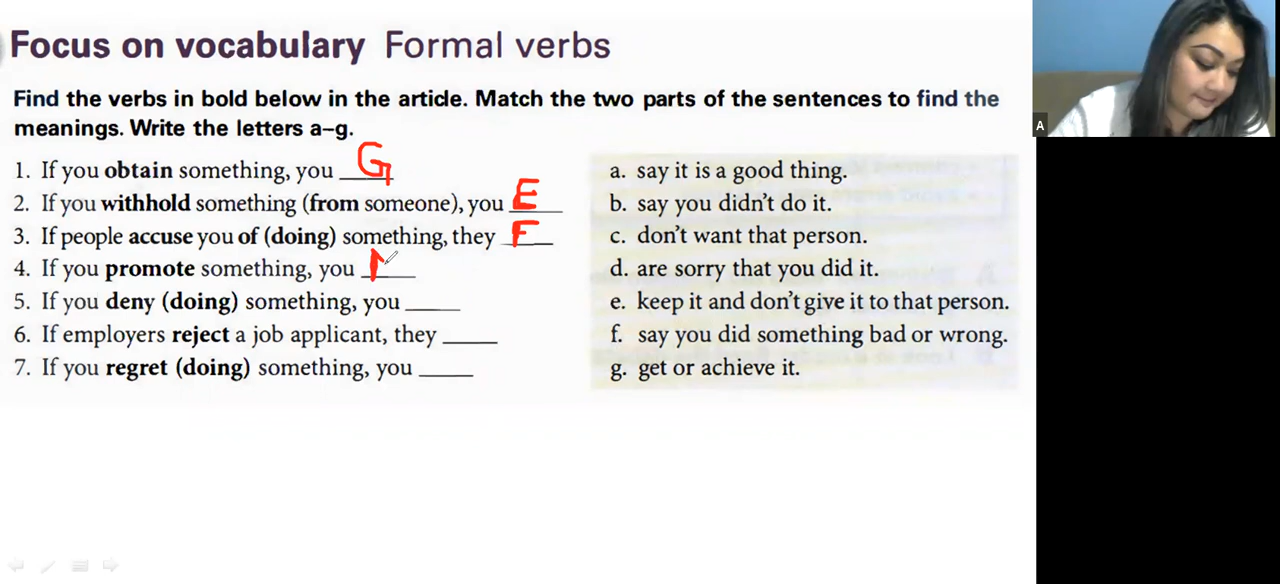 Focus on vocabulary Formal verbs
Find the verbs in bold below in the article. Match the two parts of the sentences to find the
meanings. Write the letters a–g.
1. If you obtain something, you G
2. If you withhold something (from someone), you E
3. If people accuse you of (doing) something, they F
4. If you promote something, you ____
5. If you deny (doing) something, you ____
6. If employers reject a job applicant, they ____
7. If you regret (doing) something, you ____
a. say it is a good thing.
b. say you didn't do it.
c. don't want that person.
d. are sorry that you did it.
e. keep it and don't give it to that person.
f. say you did something bad or wrong.
g. get or achieve it.
A